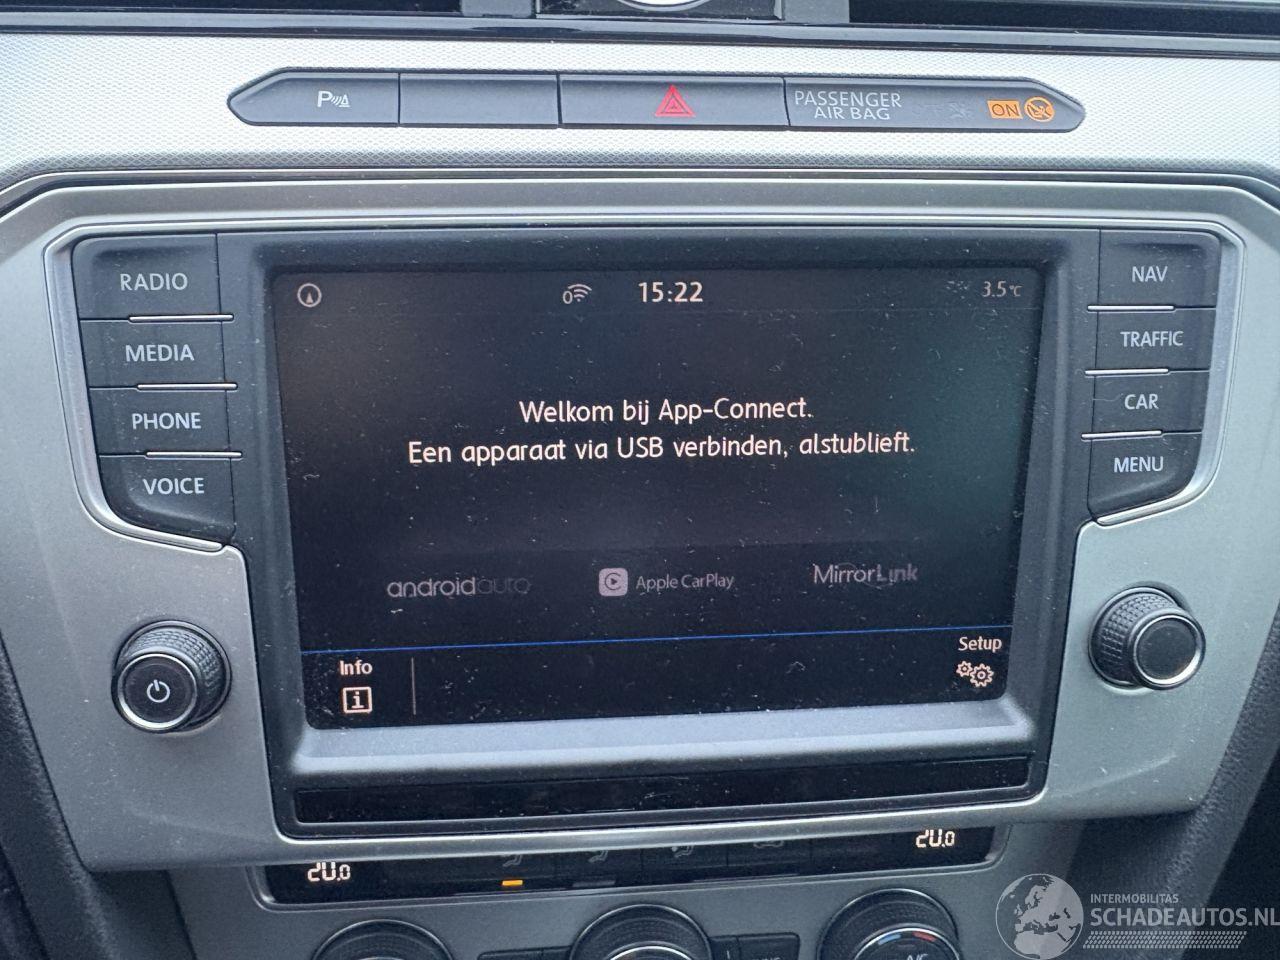 P
PASSENGER
AIR BAG
ON
RADIO
MEDIA
PHONE
VOICE
NAV
TRAFFIC
CAR
MENU
0
15:22
3.5°C
Welkom bij App-Connect.
Een apparaat via USB verbinden, alstublieft.
androidauto
Apple CarPlay
MirrorLink
Info
i
Setup
20.0
20.0
A/C
INTERMOBILITAS
SCHADEAUTOS.NL